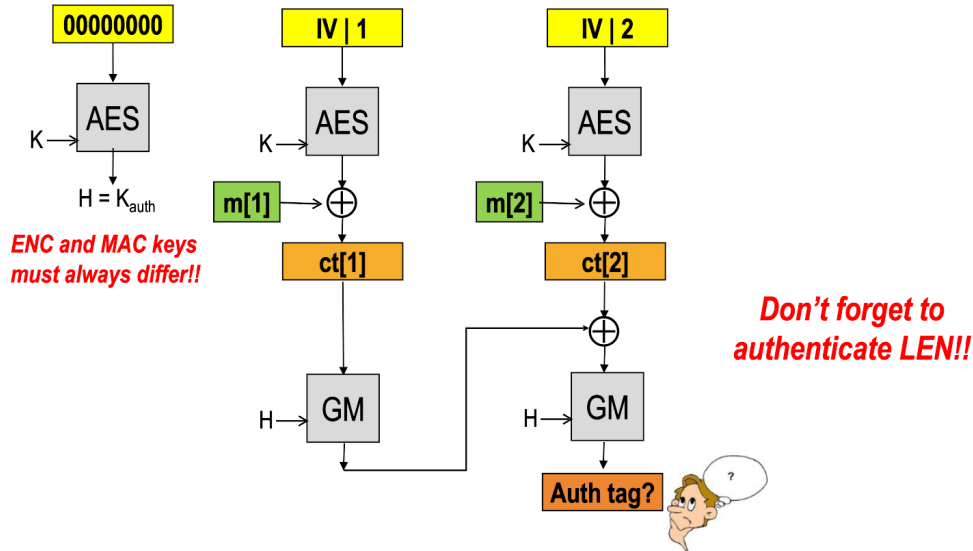 00000000
IV | 1
IV | 2
AES
AES
AES
K
K
K
H = Kauth
m[1]
m[2]
ENC and MAC keys
must always differ!!
ct[1]
ct[2]
Don't forget to
authenticate LEN!!
GM
GM
H
H
Auth tag?
?